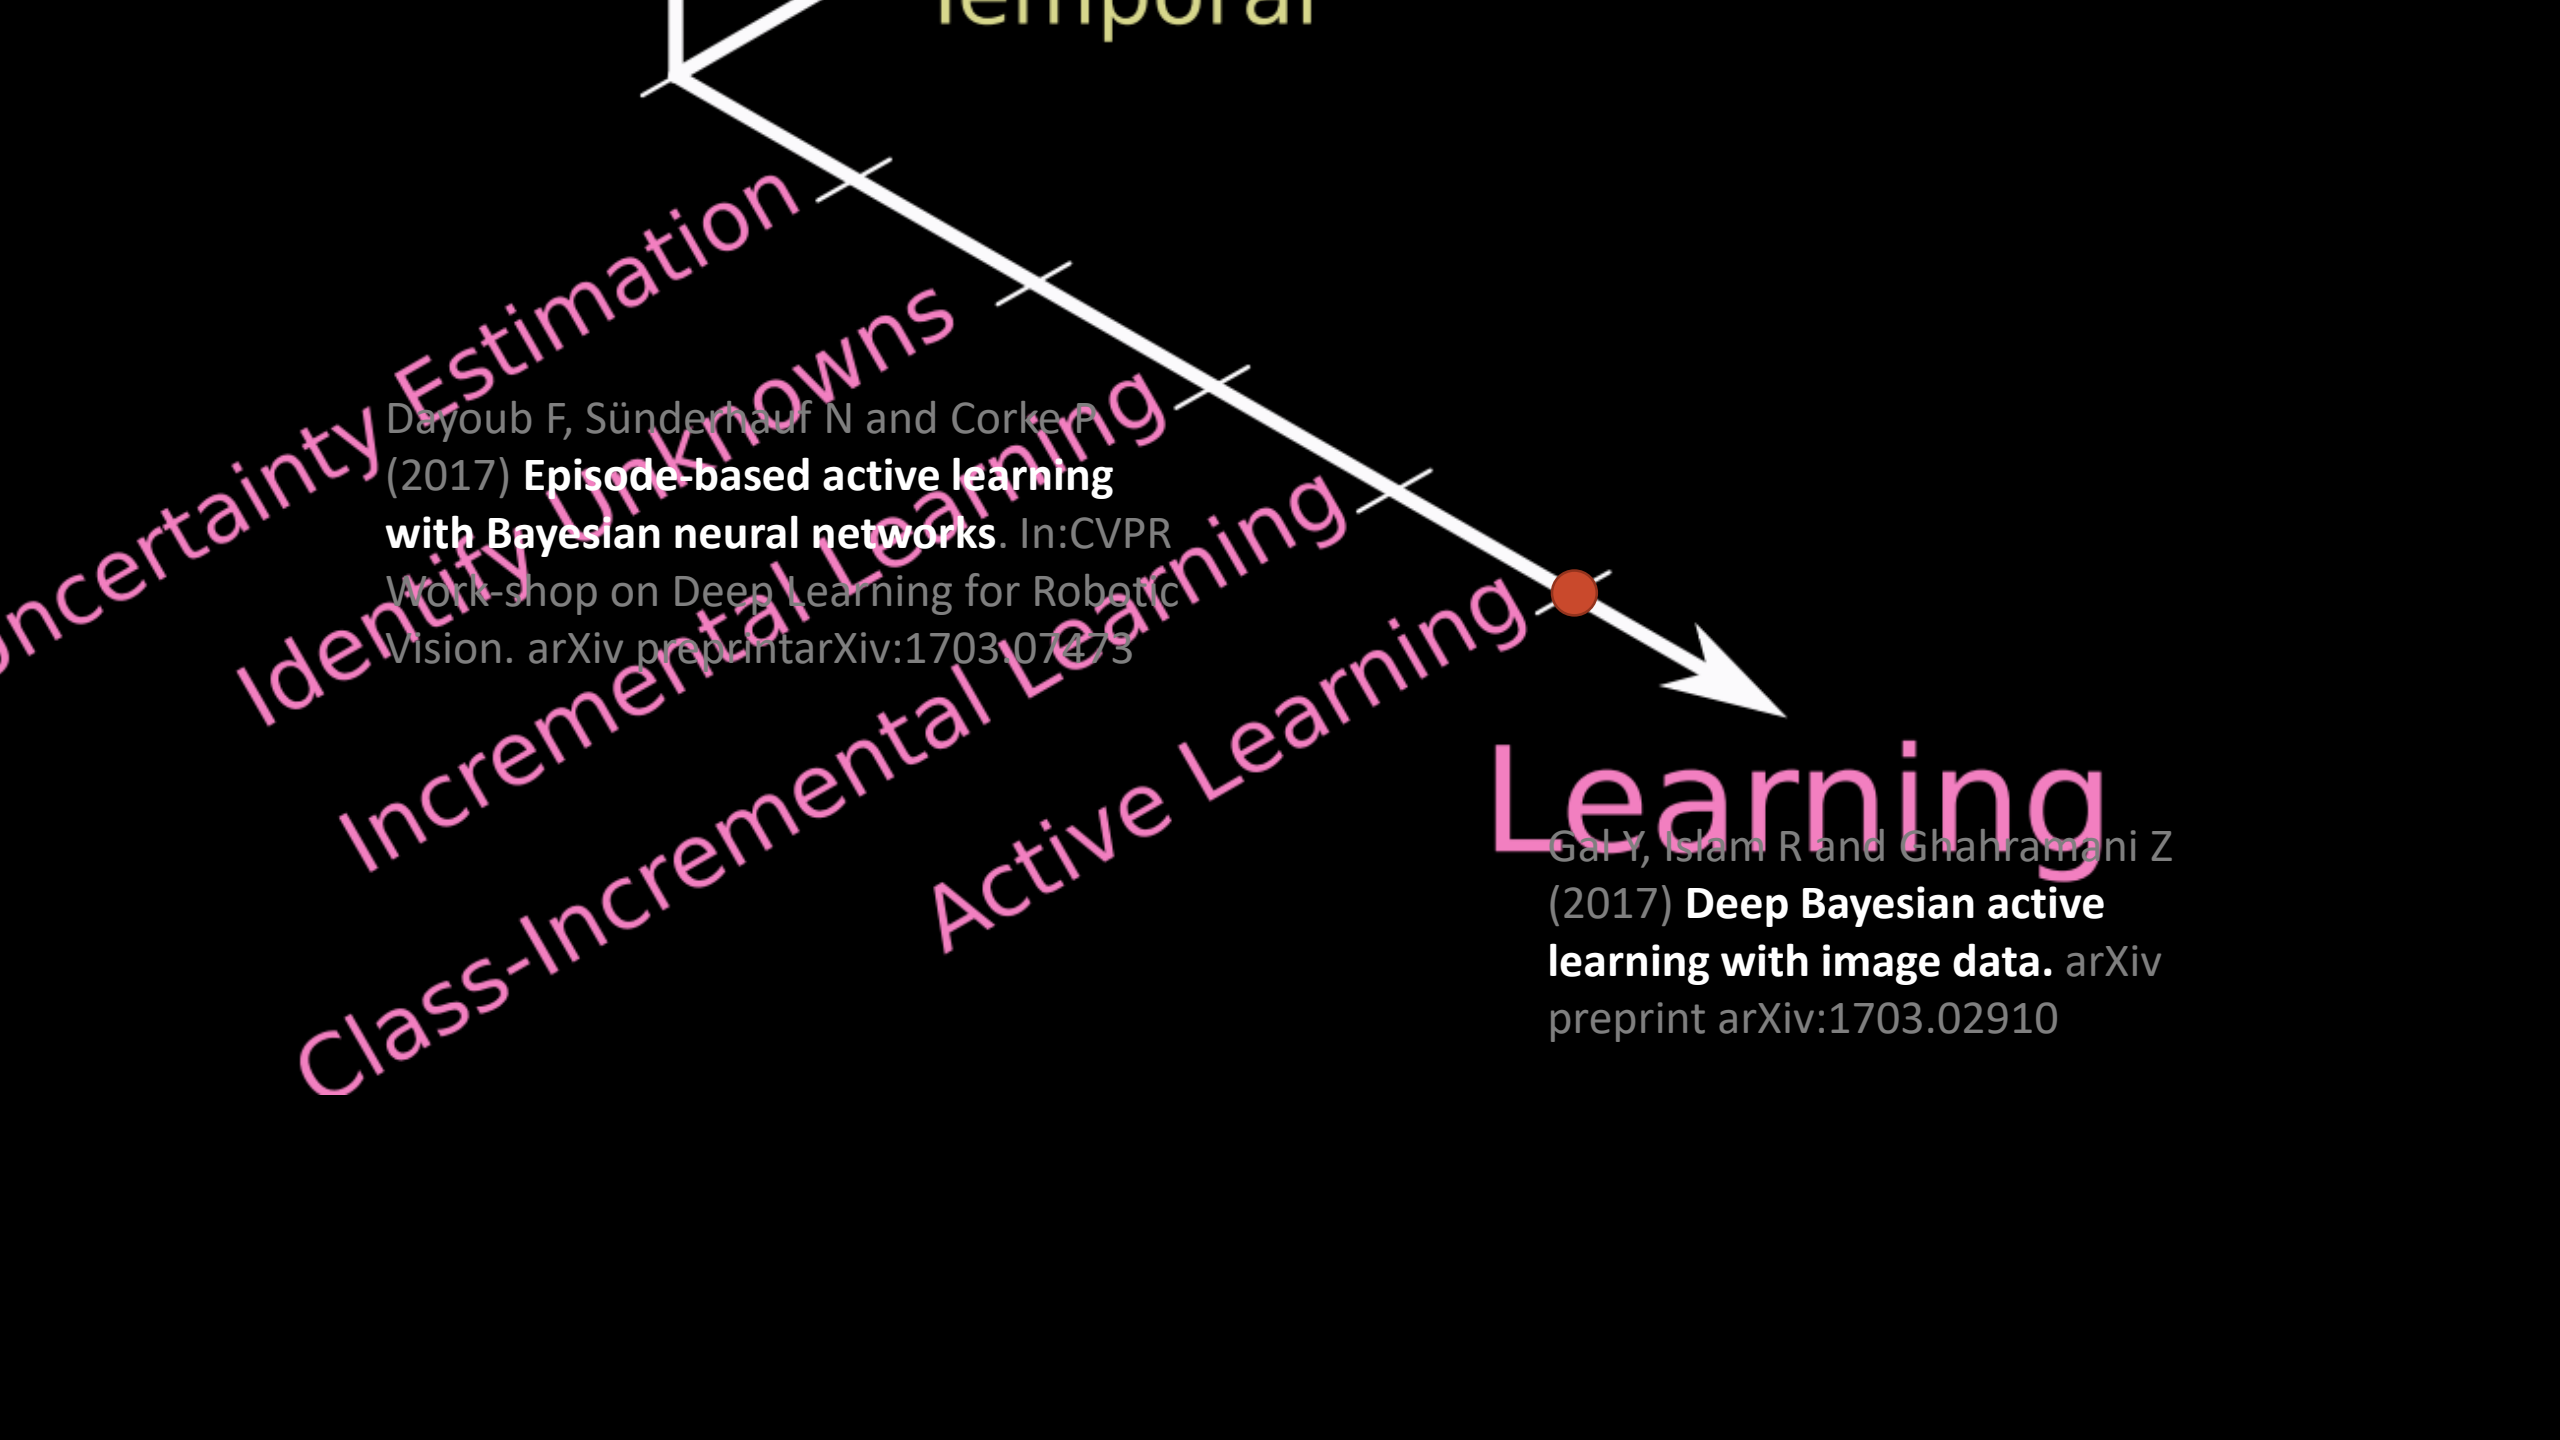 Temporal
Uncertainty Estimation
Identify Unknowns
Incremental Learning
Class-Incremental Learning
Active Learning
Learning
Dayoub F, Sünderhauf N and Corke P
(2017) Episode-based active learning
with Bayesian neural networks. In:CVPR
Work-shop on Deep Learning for Robotic
Vision. arXiv preprintarXiv:1703.07473
Gal Y, Islam R and Ghahramani Z
(2017) Deep Bayesian active
learning with image data. arXiv
preprint arXiv:1703.02910